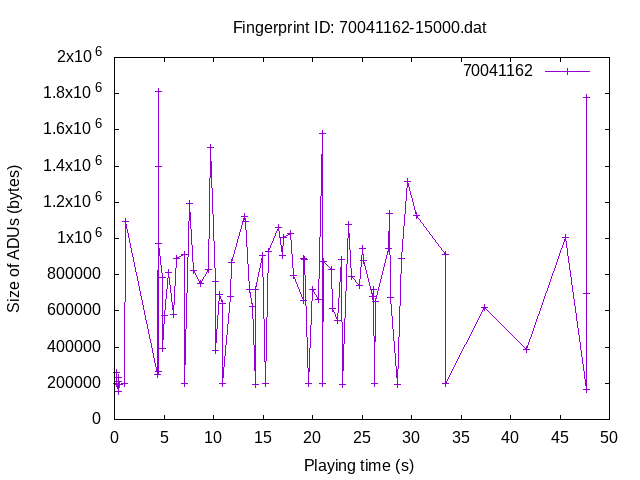 Fingerprint ID: 70041162-15000.dat
70041162
2x10^6
1.8x10^6
1.6x10^6
1.4x10^6
1.2x10^6
1x10^6
800000
600000
400000
200000
0
Size of ADUs (bytes)
0 5 10 15 20 25 30 35 40 45 50
Playing time (s)